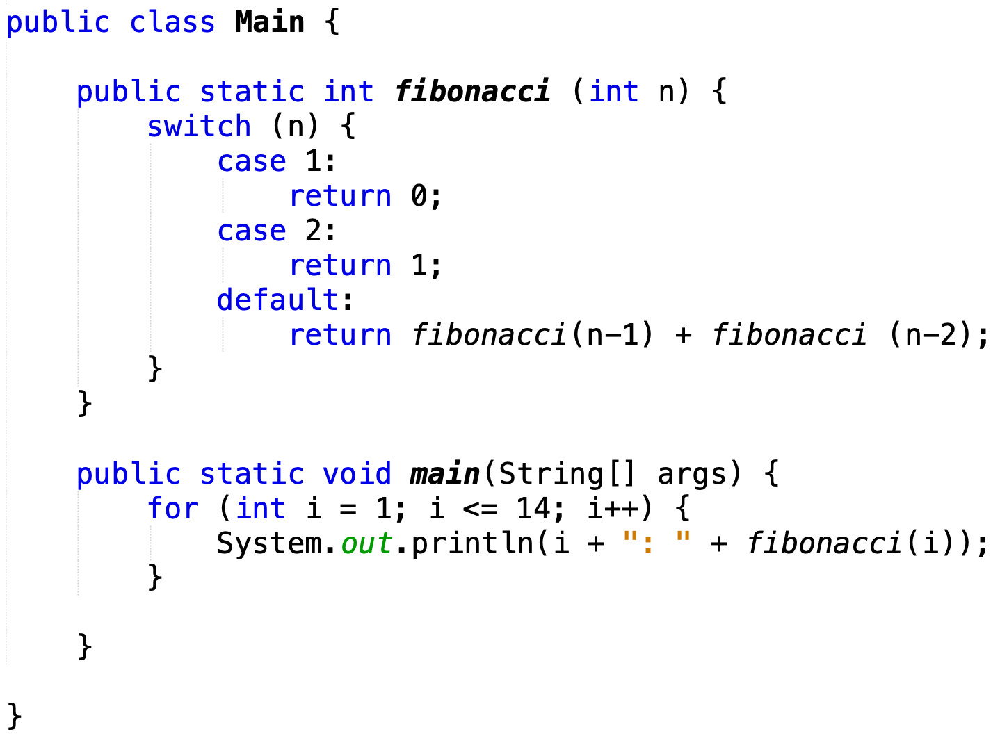 public class Main {
public static int fibonacci (int n) {
switch (n) {
case 1:
return 0;
case 2:
return 1;
default:
return fibonacci(n-1) + fibonacci (n-2);
}
}
public static void main(String[] args) {
for (int i = 1; i <= 14; i++) {
System.out.println(i + ": " + fibonacci(i));
}
}
}